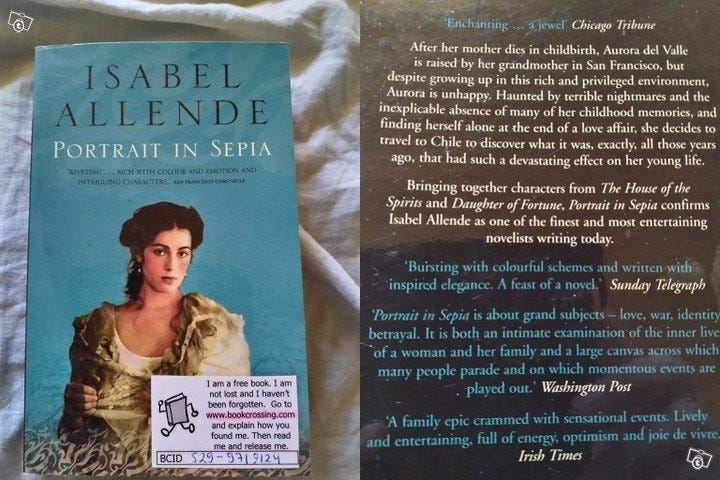 ISABEL
ALLENDE
PORTRAIT IN SEPIA
'RIVETING . . . RICH WITH COLOUR AND EMOTION AND
INTRIGUING CHARACTERS.' SAN FRANCISCO CHRONICLE
I am a free book. I am
not lost and I haven't
been forgotten. Go to
www.bookcrossing.com
and explain how you
found me. Then read
me and release me.
BCID 529-9719124
'Enchanting ... a jewel' Chicago Tribune
After her mother dies in childbirth, Aurora del Valle
is raised by her grandmother in San Francisco, but
despite growing up in this rich and privileged environment,
Aurora is unhappy. Haunted by terrible nightmares and the
inexplicable absence of many of her childhood memories, and
finding herself alone at the end of a love affair, she decides to
travel to Chile to discover what it was, exactly, all those years
ago, that had such a devastating effect on her young life.
Bringing together characters from The House of the
Spirits and Daughter of Fortune, Portrait in Sepia confirms
Isabel Allende as one of the finest and most entertaining
novelists writing today.
'Bursting with colourful schemes and written with
inspired elegance. A feast of a novel.' Sunday Telegraph
'Portrait in Sepia is about grand subjects – love, war, identity
betrayal. It is both an intimate examination of the inner live
of a woman and her family and a large canvas across which
many people parade and on which momentous events are
played out.' Washington Post
'A family epic crammed with sensational events. Lively
and entertaining, full of energy, optimism and joie de vivre.
Irish Times